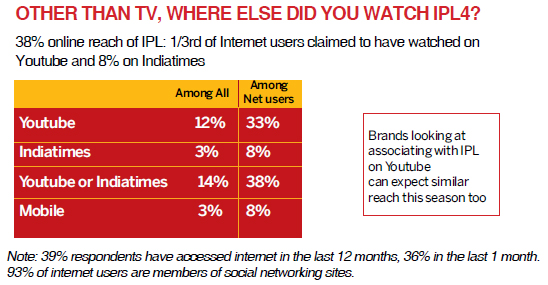 OTHER THAN TV, WHERE ELSE DID YOU WATCH IPL4?
38% online reach of IPL: 1/3rd of Internet users claimed to have watched on
Youtube and 8% on Indiatimes
Among All Among Net users
Youtube 12% 33%
Indiatimes 3% 8%
Youtube or Indiatimes 14% 38%
Mobile 3% 8%
Brands looking at
associating with IPL
on Youtube
can expect similar
reach this season too
Note: 39% respondents have accessed internet in the last 12 months, 36% in the last 1 month.
93% of internet users are members of social networking sites.